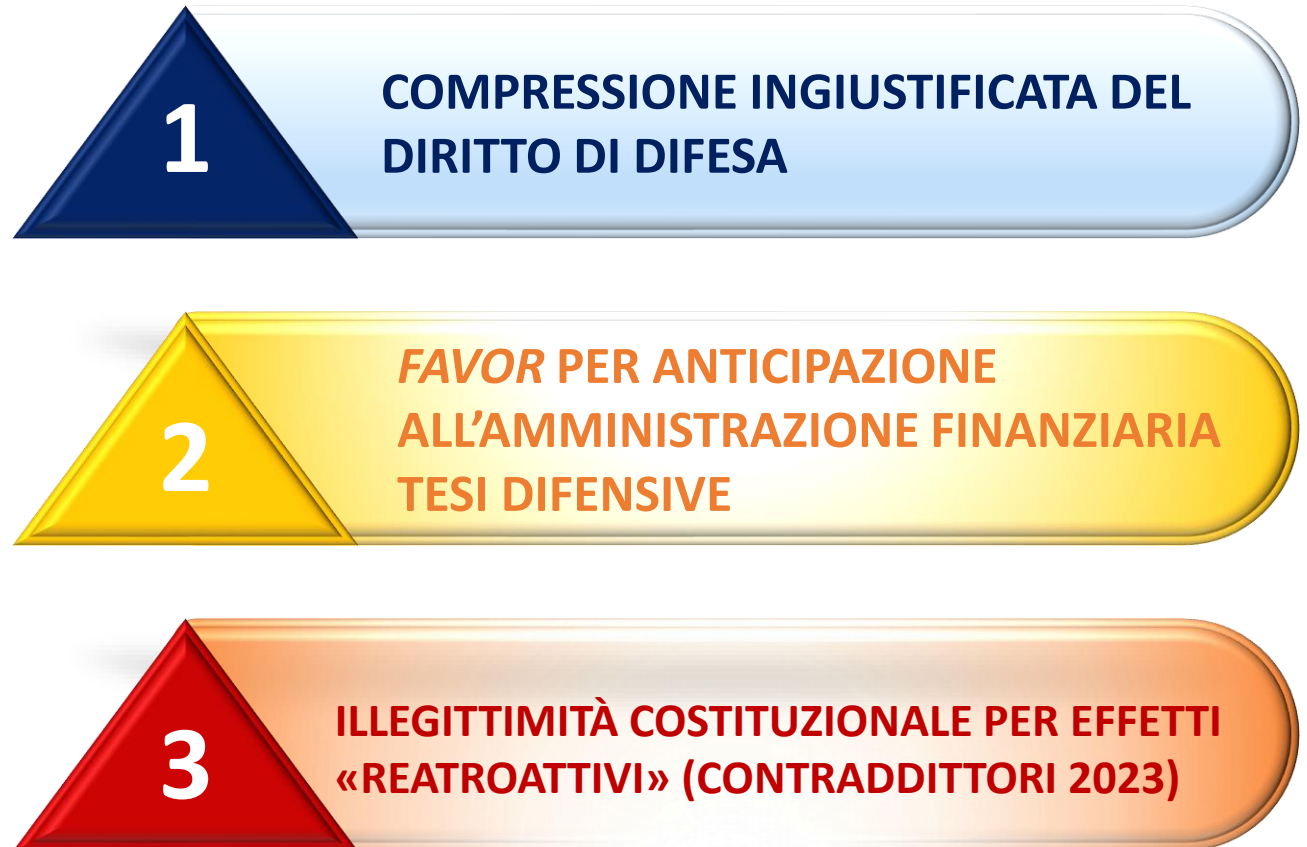 1
COMPRESSIONE INGIUSTIFICATA DEL
DIRITTO DI DIFESA
2
FAVOR PER ANTICIPAZIONE
ALL’AMMINISTRAZIONE FINANZIARIA
TESI DIFENSIVE
3
ILLEGITTIMITÀ COSTITUZIONALE PER EFFETTI
«REATROATTIVI» (CONTRADDITTORI 2023)